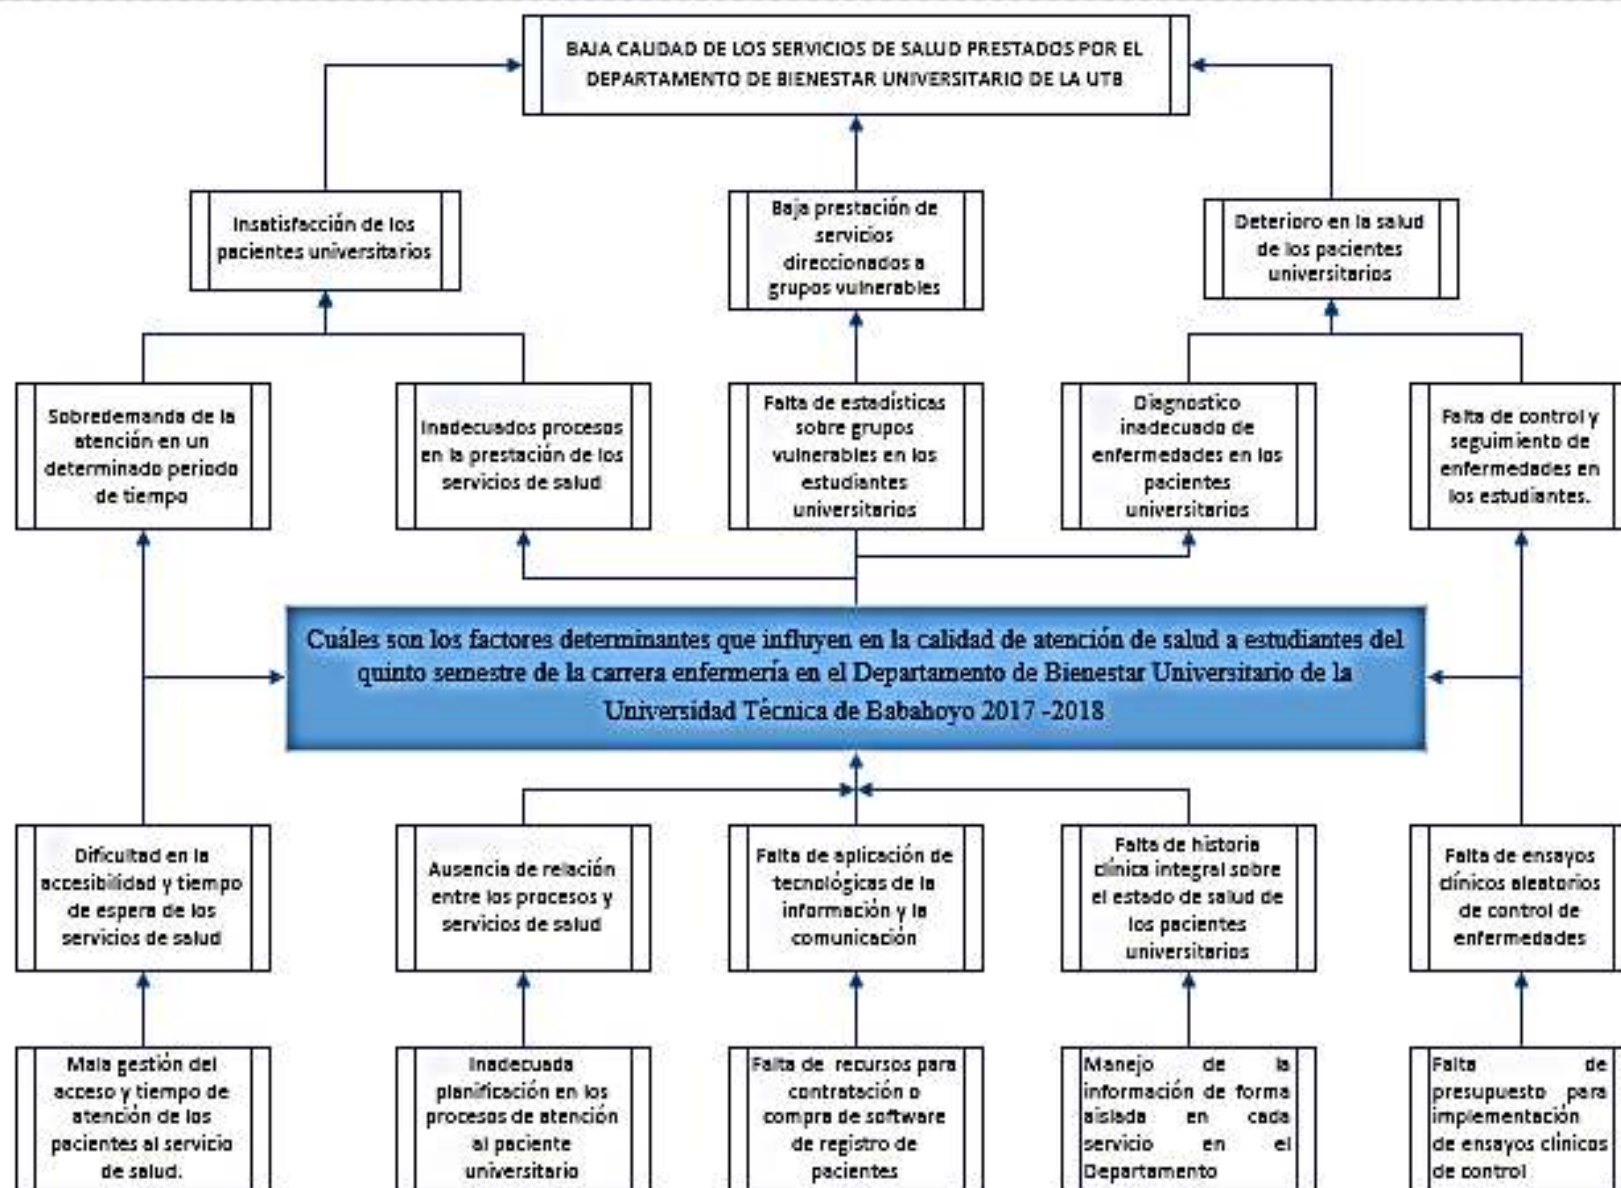 BAJA CALIDAD DE LOS SERVICIOS DE SALUD PRESTADOS POR EL
DEPARTAMENTO DE BIENESTAR UNIVERSITARIO DE LA UTB
Insatisfacción de los
pacientes universitarios
Baja prestación de
servicios
direccionados a
grupos vulnerables
Deterioro en la salud
de los pacientes
universitarios
Sobredemanda de la
atención en un
determinado periodo
de tiempo
Inadecuados procesos
en la prestación de los
servicios de salud
Falta de estadísticas
sobre grupos
vulnerables en los
estudiantes
universitarios
Diagnostico
inadecuado de
enfermedades en los
pacientes
universitarios
Falta de control y
seguimiento de
enfermedades en
los estudiantes.
Cuáles son los factores determinantes que influyen en la calidad de atención de salud a estudiantes del
quinto semestre de la carrera enfermería en el Departamento de Bienestar Universitario de la
Universidad Técnica de Babahoyo 2017 -2018
Dificultad en la
accesibilidad y tiempo
de espera de los
servicios de salud
Ausencia de relación
entre los procesos y
servicios de salud
Falta de aplicación de
tecnológicas de la
información y la
comunicación
Falta de historia
clínica integral sobre
el estado de salud de
los pacientes
universitarios
Falta de ensayos
clínicos aleatorios
de control de
enfermedades
Mala gestión del
acceso y tiempo de
atención de los
pacientes al servicio
de salud.
Inadecuada
planificación en los
procesos de atención
al paciente
universitario
Falta de recursos para
contratación o
compra de software
de registro de
pacientes
Manejo de la
información de forma
aislada en cada
servicio en el
Departamento
Falta de
presupuesto para
implementación
de ensayos clínicos
de control